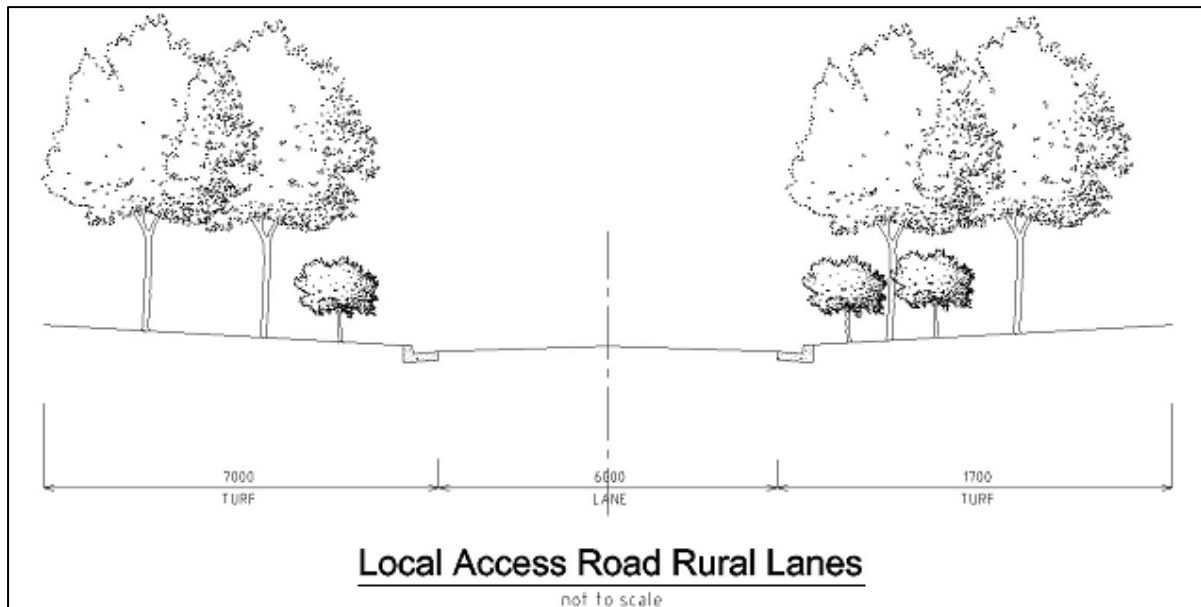 7000 6000 1700
TURF LANE TURF
Local Access Road Rural Lanes
not to scale